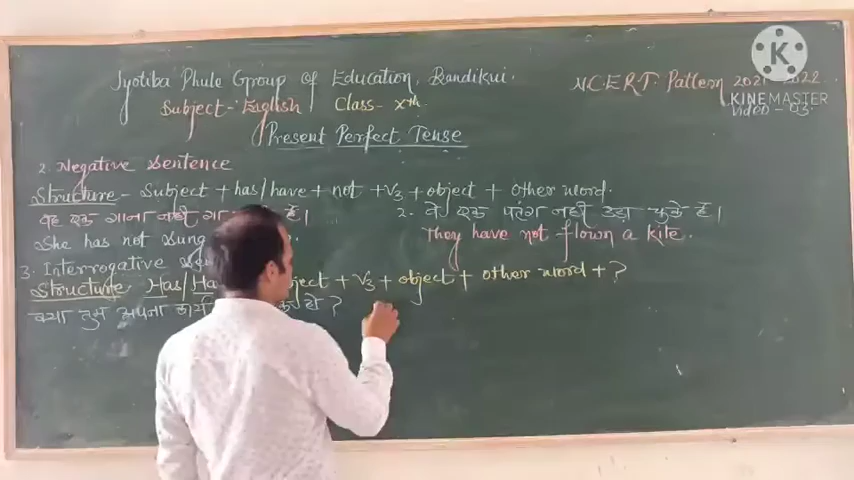 Jyotiba Phule Group of Education, Bandikui.
NCERT. Pattern 2021-2022
Subject- English | Class- Xth.
KINEMASTER
Video - 03.
Present Perfect Tense
2. Negative Sentence
Structure - Subject + has/have + not + V3 + object + other word.
वह एक गाना नहीं गा हैं।
2. वे एक पतंग नहीं उड़ा चुके हैं।
She has not Sung
They have not flown a kite.
3. Interrogative
Structure- Has/ + V3 + object + other word + ?
क्या तुम अपना कार्य हो ?